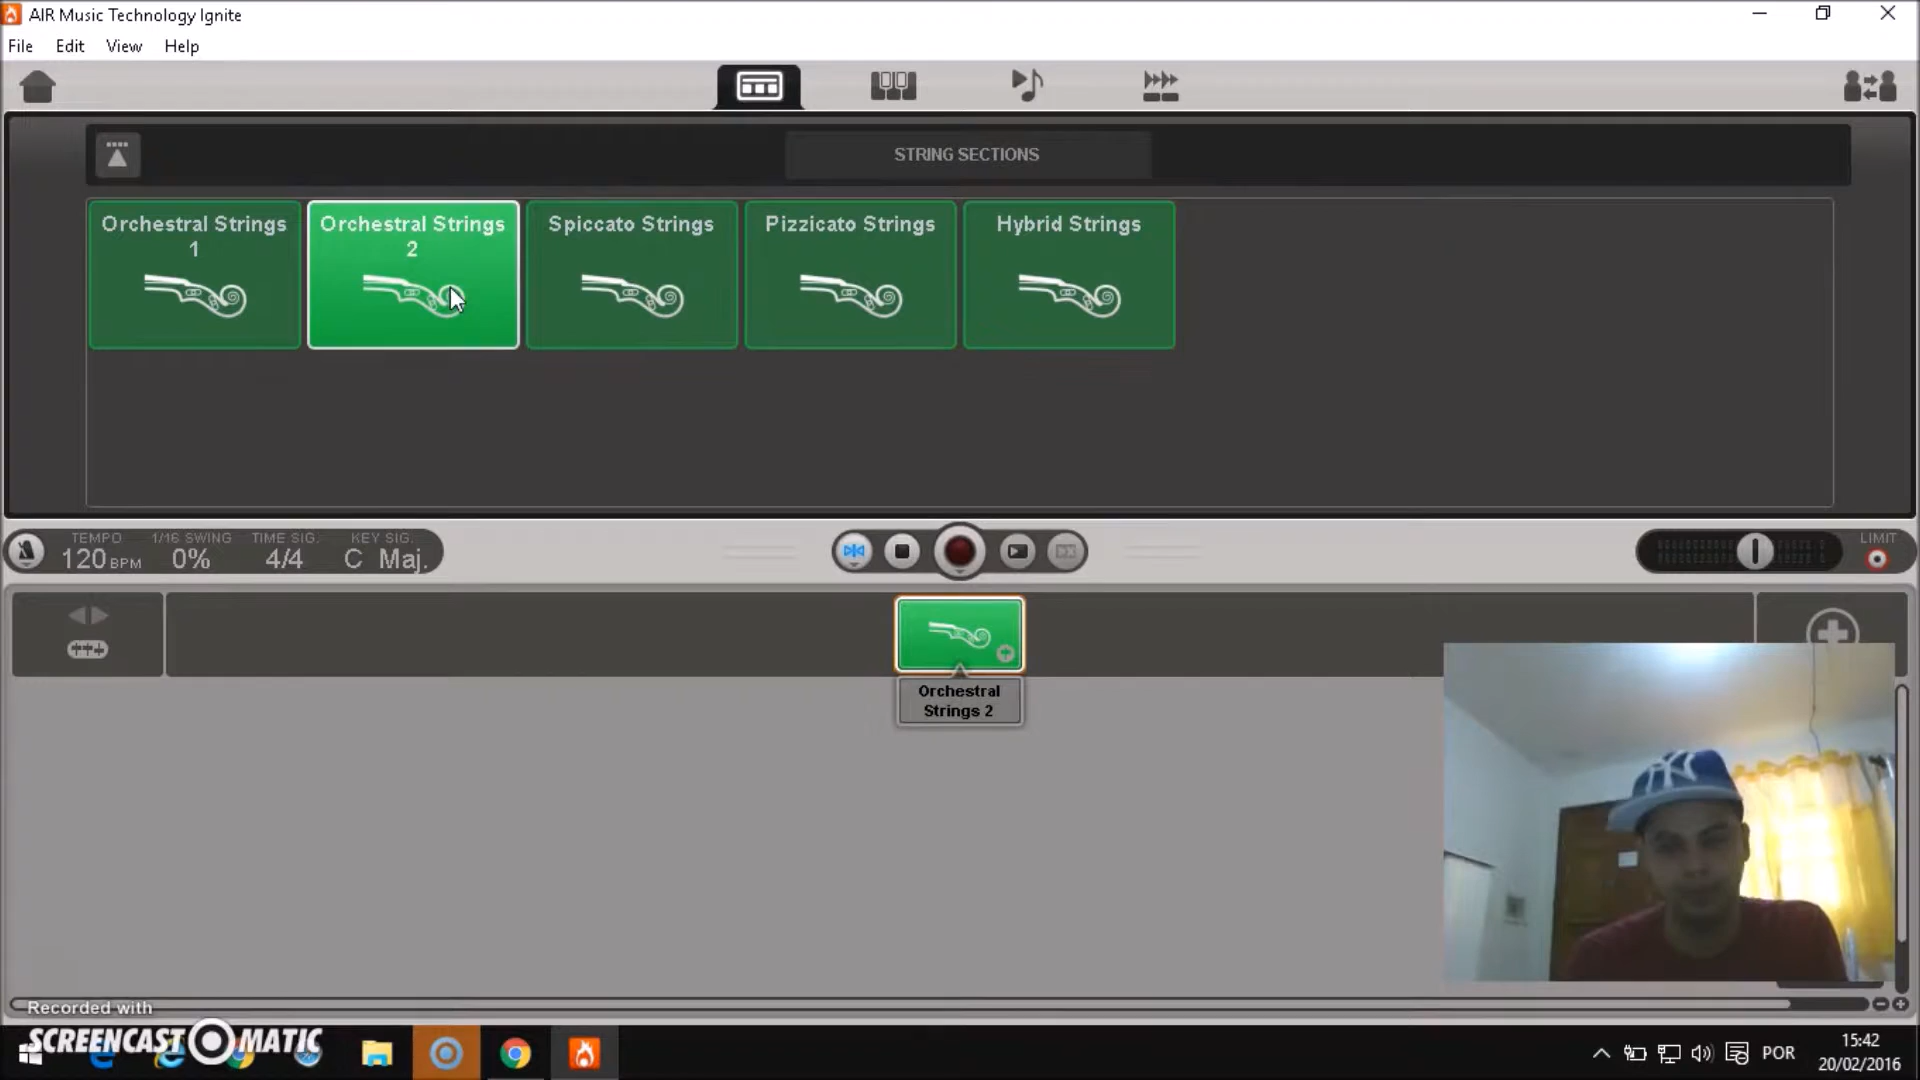 AIR Music Technology Ignite
File Edit View Help
STRING SECTIONS
Orchestral Strings
1
Orchestral Strings
2
Spiccato Strings
Pizzicato Strings
Hybrid Strings
TEMPO
120 BPM
1/16 SWING
0%
TIME SIG.
4/4
KEY SIG.
C Maj.
LIMIT
Orchestral
Strings 2
NY
Recorded with
SCREENCAST MATIC
POR
15:42
20/02/2016